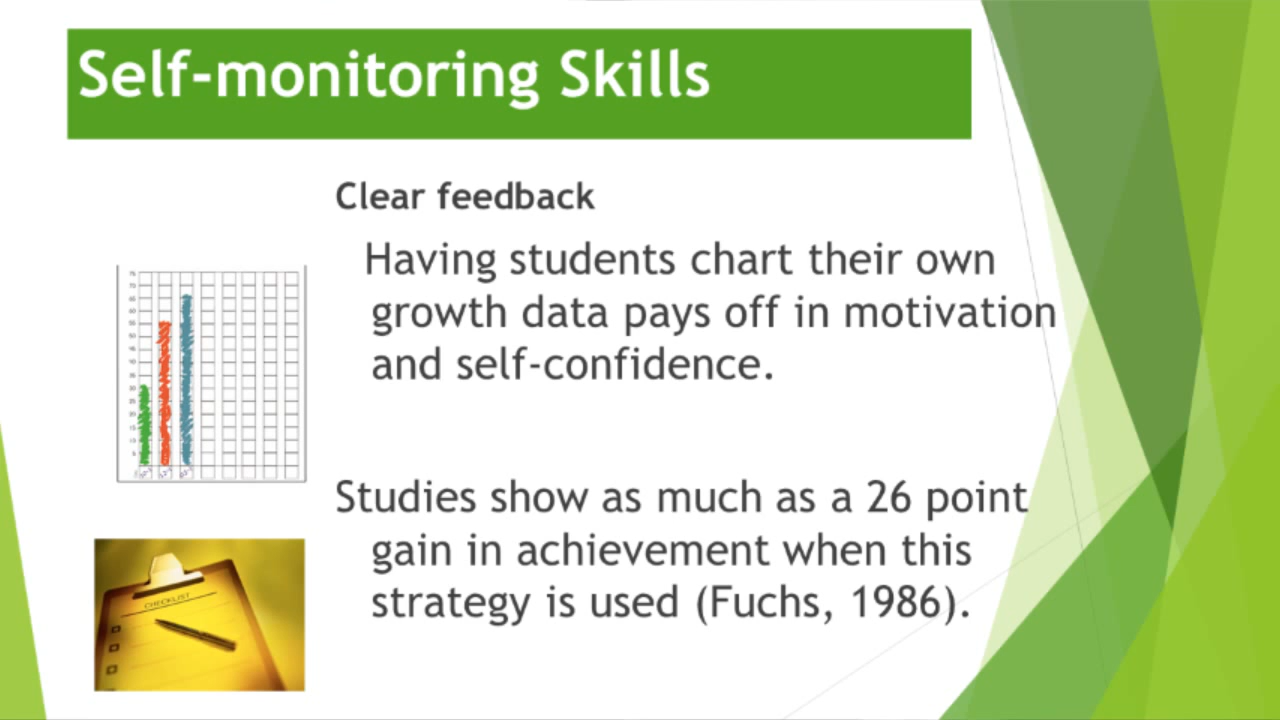 Self-monitoring Skills
Clear feedback
Having students chart their own
growth data pays off in motivation
and self-confidence.
Studies show as much as a 26 point
gain in achievement when this
strategy is used (Fuchs, 1986).
CHECKLIST